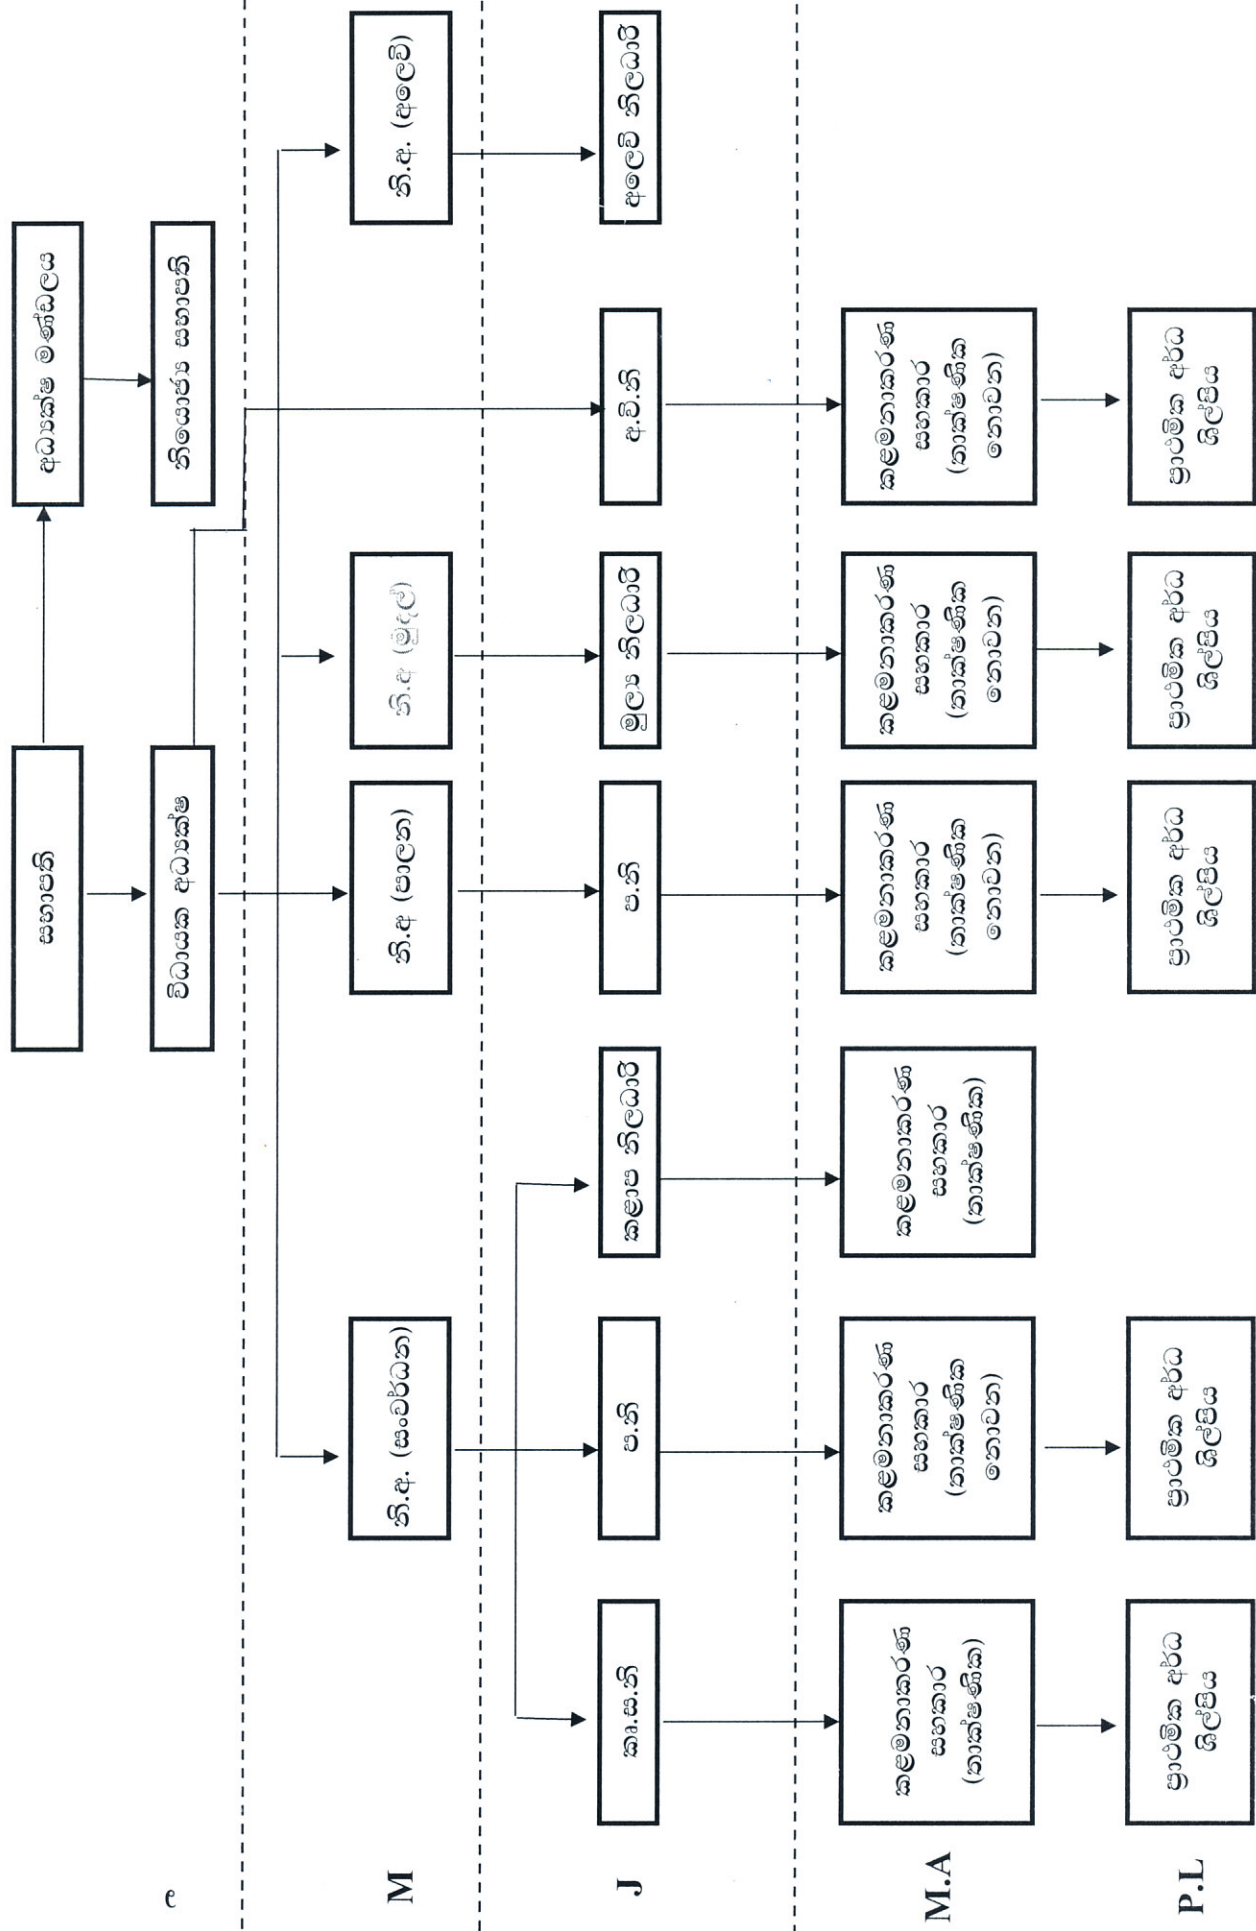 සභාපති
අධ්‍යක්ෂ මණ්ඩලය
විධායක අධ්‍යක්ෂ
නියෝජ්‍ය සභාපති
e
නි.අ. (සංවර්ධන)
නි.අ (පාලන)
නි.අ (මුදල්)
නි.අ. (අලෙවි)
M
කෘ.ස.නි
ප.නි
කළාප නිලධාරි
ප.නි
මූල්‍ය නිලධාරි
අ.වි.නි
අලෙවි නිලධාරි
J
කළමනාකරණ
සහකාර
(තාක්ෂණික)
කළමනාකරණ
සහකාර
(තාක්ෂණික
නොවන)
කළමනාකරණ
සහකාර
(තාක්ෂණික)
කළමනාකරණ
සහකාර
(තාක්ෂණික
නොවන)
කළමනාකරණ
සහකාර
(තාක්ෂණික
නොවන)
කළමනාකරණ
සහකාර
(තාක්ෂණික
නොවන)
M.A
ප්‍රාථමික අර්ධ
ශිල්පීය
ප්‍රාථමික අර්ධ
ශිල්පීය
ප්‍රාථමික අර්ධ
ශිල්පීය
ප්‍රාථමික අර්ධ
ශිල්පීය
ප්‍රාථමික අර්ධ
ශිල්පීය
P.L